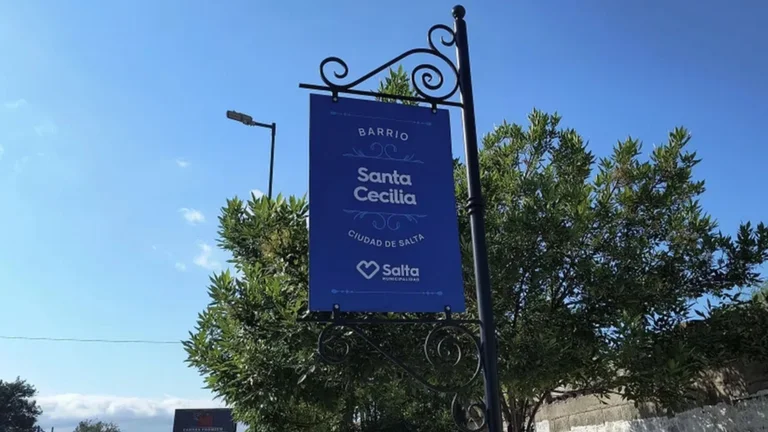 BARRIO
Santa
Cecilia
CIUDAD DE SALTA
Salta
MUNICIPALIDAD